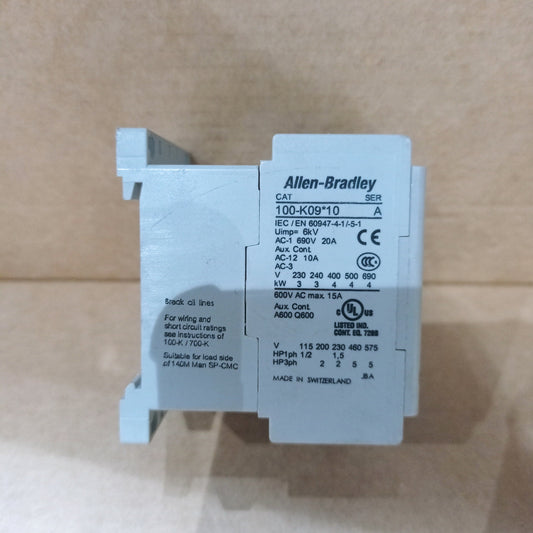 Allen-Bradley
CAT SER
100-K09*10 A
IEC / EN 60947-4-1/-5-1
Uimp= 6kV
AC-1 690V 20A
Aux. Cont.
AC-12 10A
AC-3
V 230 240 400 500 690
kW 3 3 4 4 4
600V AC max. 15A
Aux. Cont.
A600 Q600
LISTED IND.
CONT. EQ. 7299
V 115 200 230 460 575
HP1ph 1/2 1,5
HP3ph 2 2 5 5
MADE IN SWITZERLAND
Break all lines
For wiring and
short circuit ratings
see instructions of
100-K / 700-K
Suitable for load side
of 140M Man SP-CMC